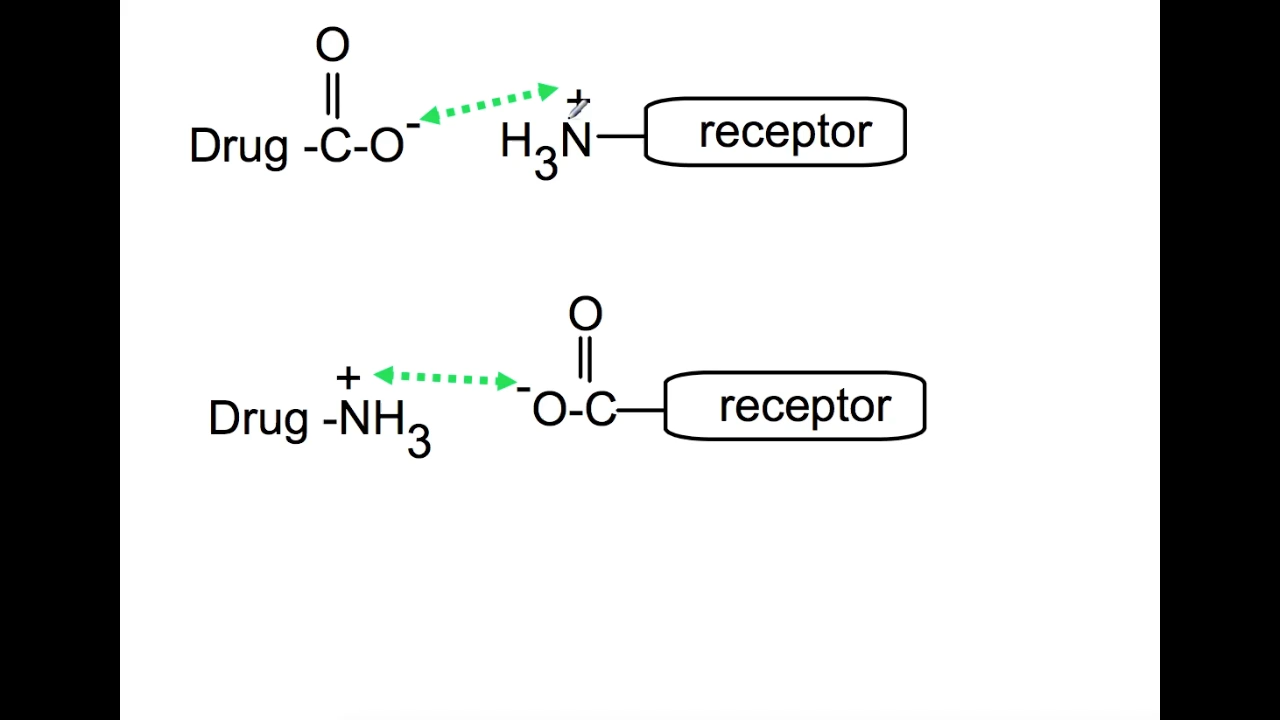 O
Drug -C-O-
+
H3N
receptor
O
+
Drug -NH3
-O-C
receptor